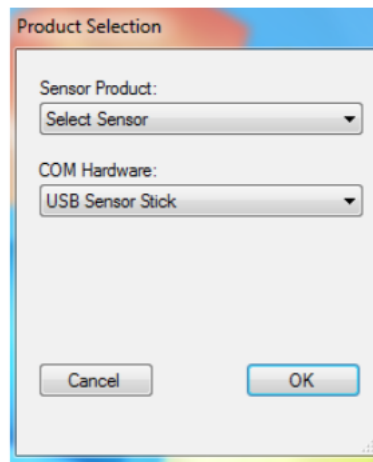 Product Selection
Sensor Product:
Select Sensor
COM Hardware:
USB Sensor Stick
Cancel
OK